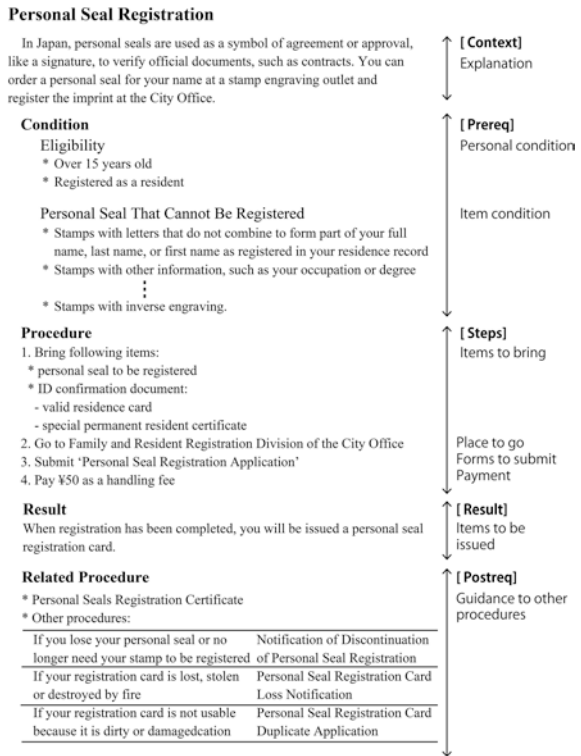 Personal Seal Registration
In Japan, personal seals are used as a symbol of agreement or approval,
like a signature, to verify official documents, such as contracts. You can
order a personal seal for your name at a stamp engraving outlet and
register the imprint at the City Office.
[ Context]
Explanation
Condition
Eligibility
* Over 15 years old
* Registered as a resident
[ Prereq]
Personal condition
Personal Seal That Cannot Be Registered
* Stamps with letters that do not combine to form part of your full
name, last name, or first name as registered in your residence record
* Stamps with other information, such as your occupation or degree
⋮
* Stamps with inverse engraving.
Item condition
Procedure
1. Bring following items:
* personal seal to be registered
* ID confirmation document:
- valid residence card
- special permanent resident certificate
2. Go to Family and Resident Registration Division of the City Office
3. Submit ‘Personal Seal Registration Application’
4. Pay ¥50 as a handling fee
[ Steps]
Items to bring
Place to go
Forms to submit
Payment
Result
When registration has been completed, you will be issued a personal seal
registration card.
[ Result]
Items to be
issued
Related Procedure
* Personal Seals Registration Certificate
* Other procedures:
[ Postreq]
Guidance to other
procedures
If you lose your personal seal or no
longer need your stamp to be registered
Notification of Discontinuation
of Personal Seal Registration
If your registration card is lost, stolen
or destroyed by fire
Personal Seal Registration Card
Loss Notification
If your registration card is not usable
because it is dirty or damagedcation
Personal Seal Registration Card
Duplicate Application